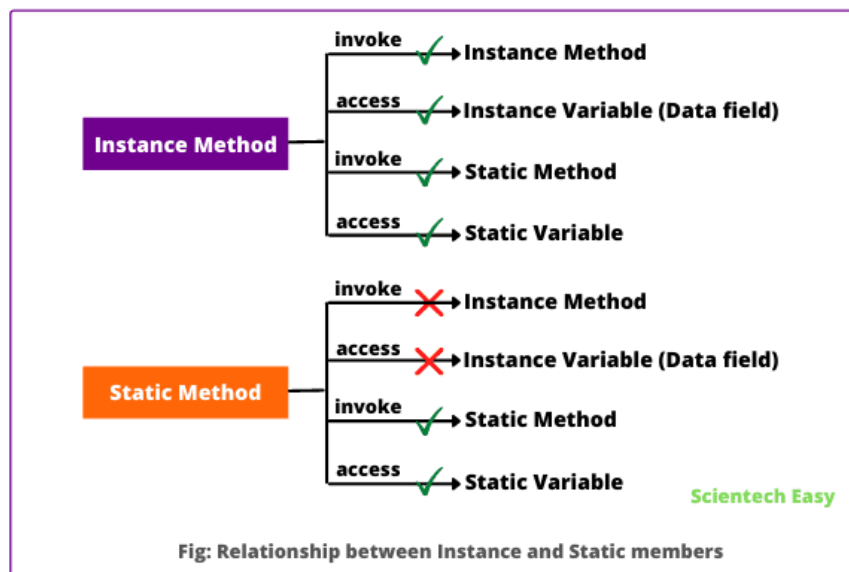 invoke
Instance Method
access
Instance Variable (Data field)
Instance Method
invoke
Static Method
access
Static Variable
invoke
Instance Method
access
Instance Variable (Data field)
Static Method
invoke
Static Method
access
Static Variable
Scientech Easy
Fig: Relationship between Instance and Static members